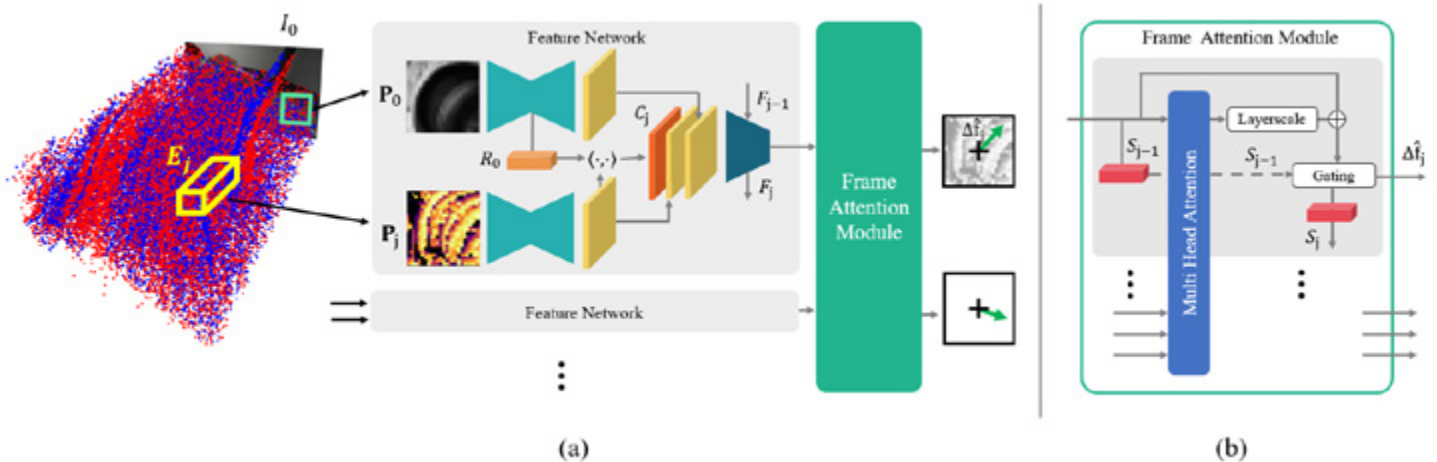 I₀
Feature Network
P₀
Cⱼ
Fⱼ₋₁
R₀
⟨·,·⟩
Fⱼ
Eⱼ
Pⱼ
Feature Network
Frame
Attention
Module
Δf̂ⱼ
(a)
Frame Attention Module
Layerscale
Sⱼ₋₁
Sⱼ₋₁
Gating
Δf̂ⱼ
Sⱼ
Multi Head Attention
(b)